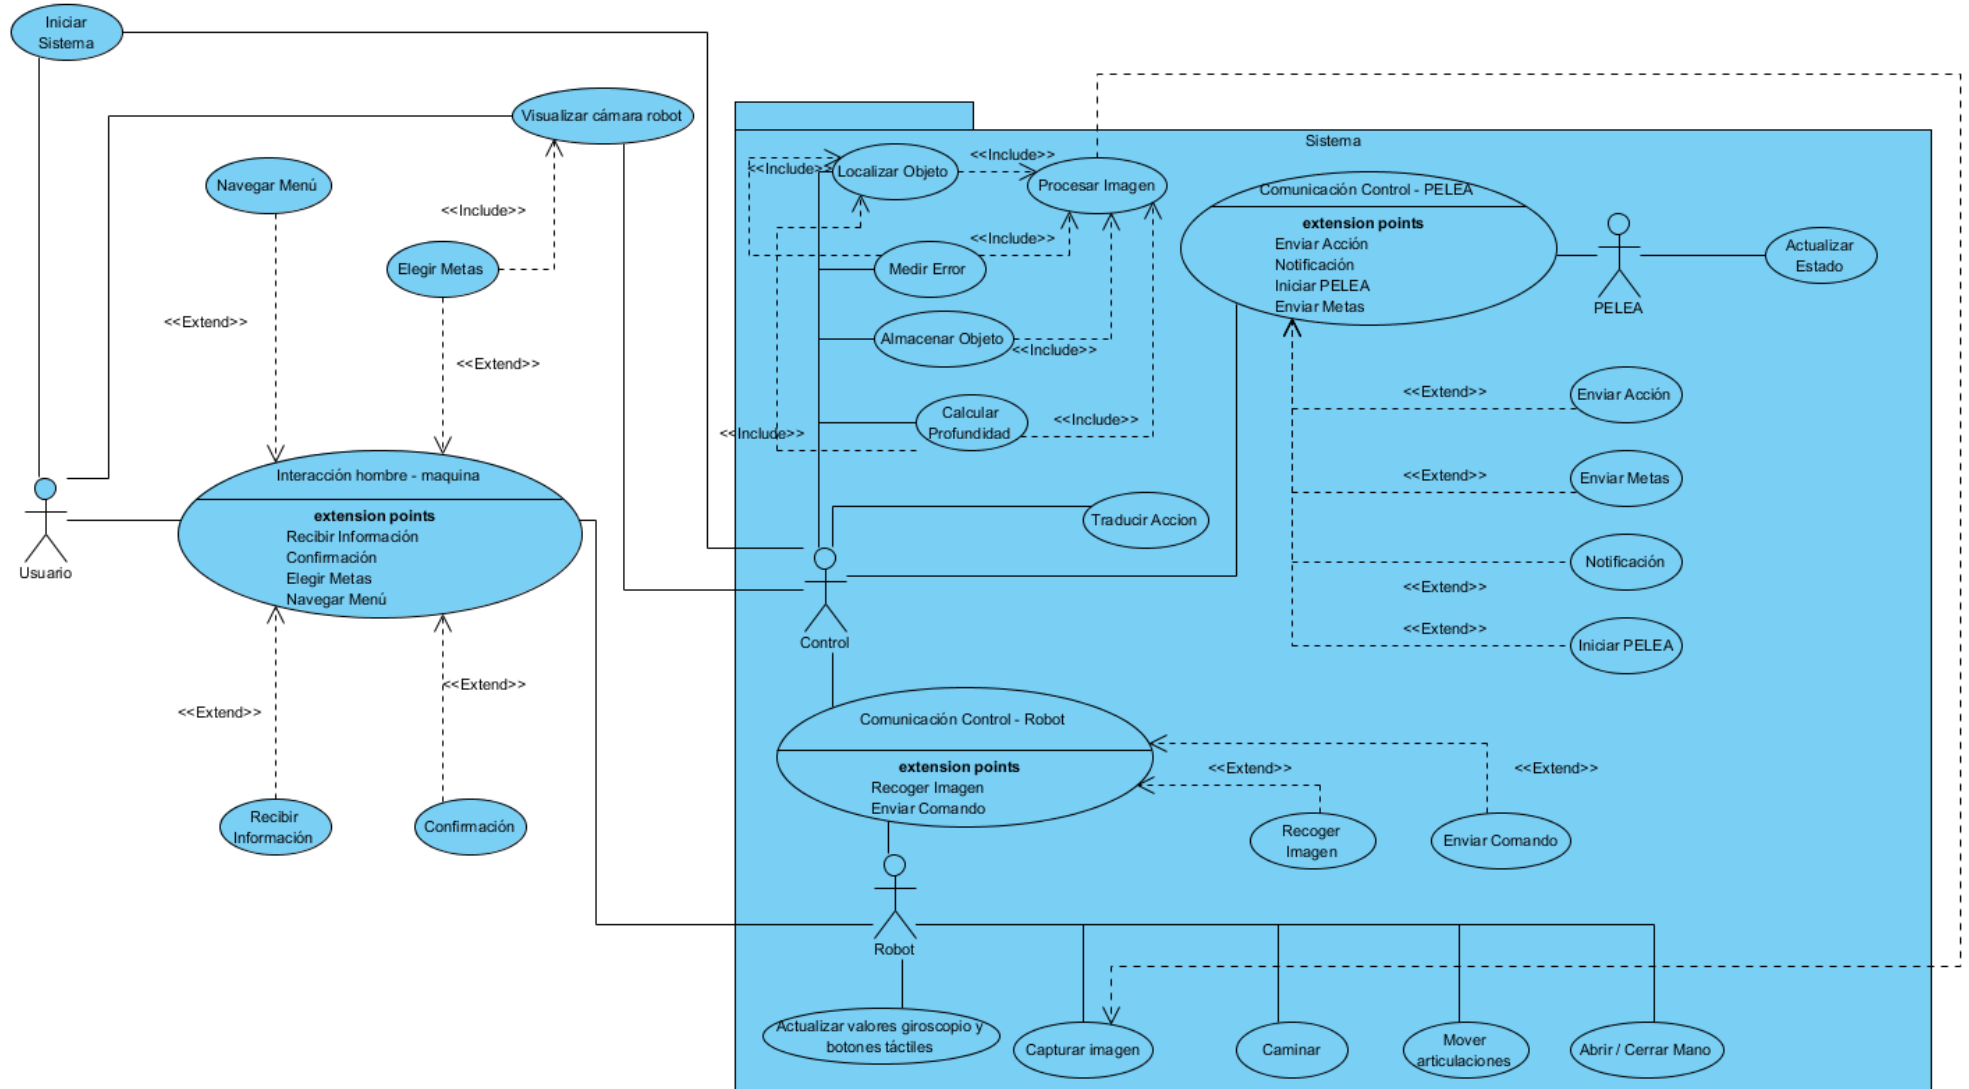 Iniciar
Sistema
Visualizar cámara robot
Navegar Menú
<<Include>>
Elegir Metas
<<Extend>>
<<Extend>>
Interacción hombre - maquina
extension points
Recibir Información
Confirmación
Elegir Metas
Navegar Menú
Usuario
<<Extend>>
<<Extend>>
Recibir
Información
Confirmación
Sistema
<<Include>>
Localizar Objeto
<<Include>>
Procesar Imagen
<<Include>>
Medir Error
Almacenar Objeto
<<Include>>
Calcular
Profundidad
<<Include>>
<<Include>>
Traducir Accion
Control
Comunicación Control - PELEA
extension points
Enviar Acción
Notificación
Iniciar PELEA
Enviar Metas
PELEA
Actualizar
Estado
<<Extend>>
Enviar Acción
<<Extend>>
Enviar Metas
Notificación
<<Extend>>
<<Extend>>
Iniciar PELEA
Comunicación Control - Robot
extension points
Recoger Imagen
Enviar Comando
<<Extend>>
<<Extend>>
Recoger
Imagen
Enviar Comando
Robot
Actualizar valores giroscopio y
botones táctiles
Capturar imagen
Caminar
Mover
articulaciones
Abrir / Cerrar Mano